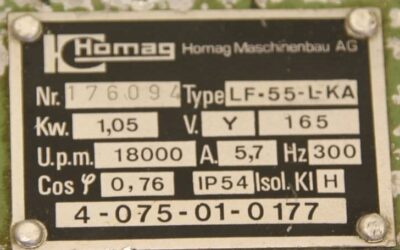 Homag Homag Maschinenbau AG
Nr. 176094 Type LF-55-L-KA
Kw. 1,05 V. Y 165
U.p.m. 18000 A. 5,7 Hz 300
Cos φ 0,76 IP54 Isol. Kl H
4-075-01-0177